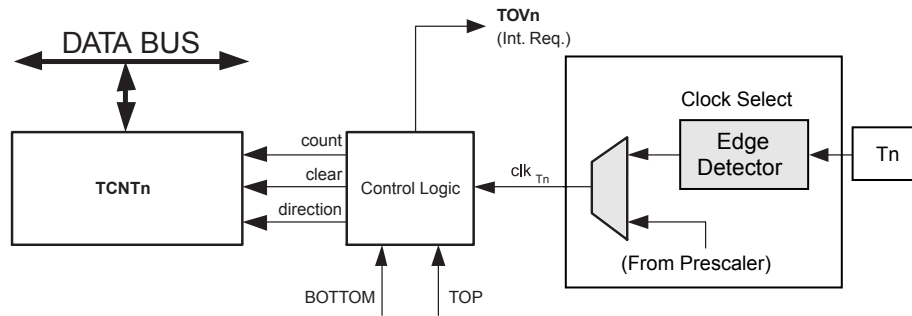 TOVn
(Int. Req.)
DATA BUS
Clock Select
count
Edge
Detector
Tn
TCNTn
clear
Control Logic
clk Tn
direction
(From Prescaler)
BOTTOM
TOP